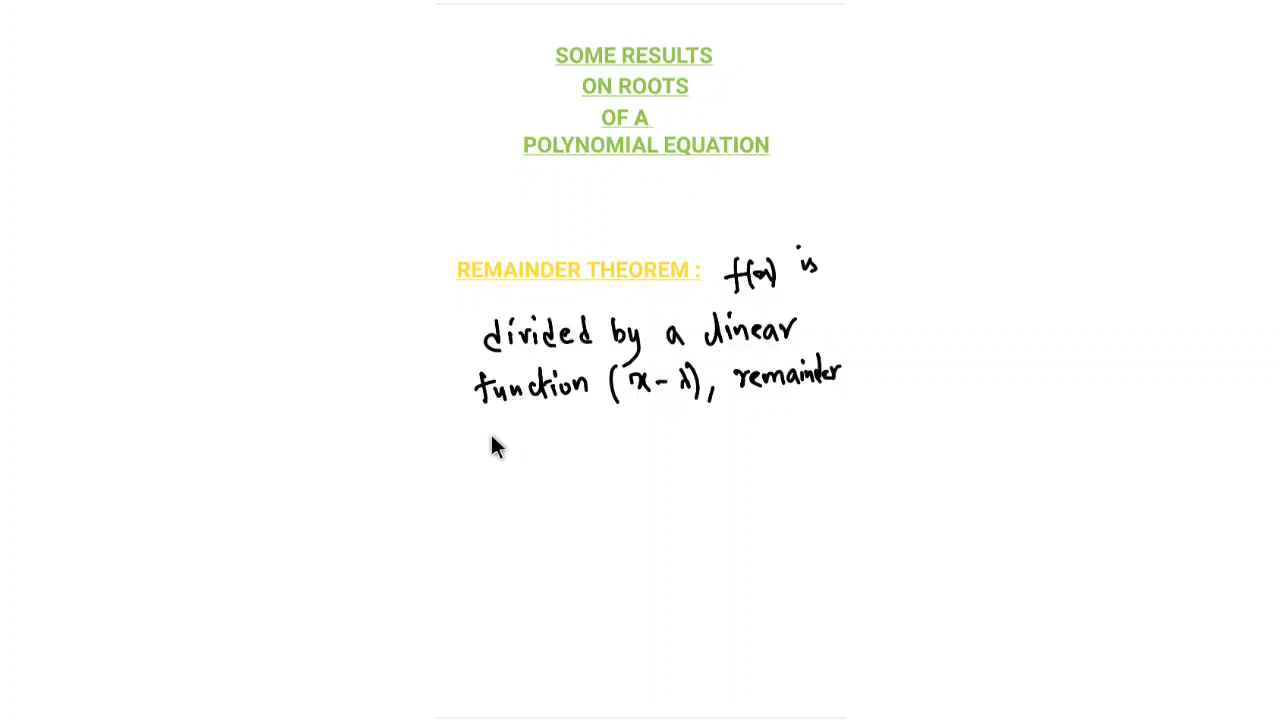 SOME RESULTS
ON ROOTS
OF A
POLYNOMIAL EQUATION
REMAINDER THEOREM : f(x) is
divided by a linear
function (x-λ), remainder